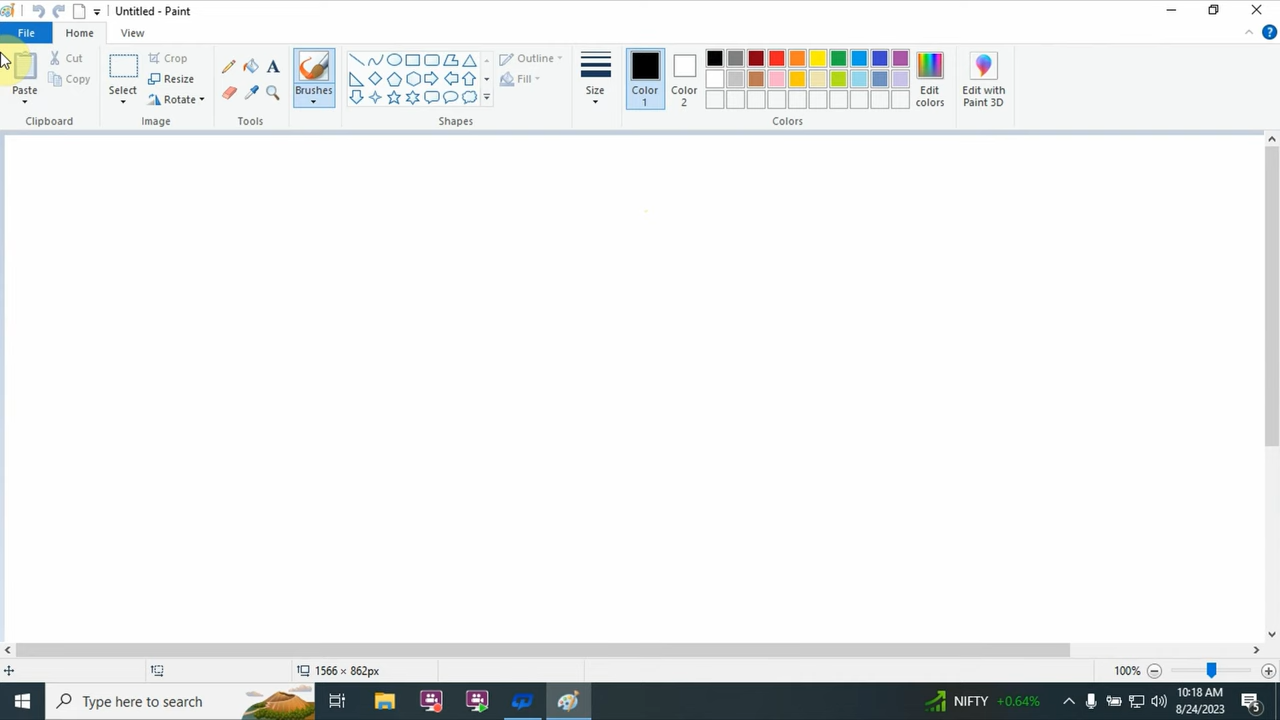 Untitled - Paint
File Home View
Paste
Cut
Copy
Clipboard
Select
Crop
Resize
Rotate
Image
A
Tools
Brushes
Outline
Fill
Shapes
Size
Color 1
Color 2
Edit colors
Edit with Paint 3D
Colors
1566 × 862px
100%
Type here to search
NIFTY +0.64%
10:18 AM
8/24/2023
5